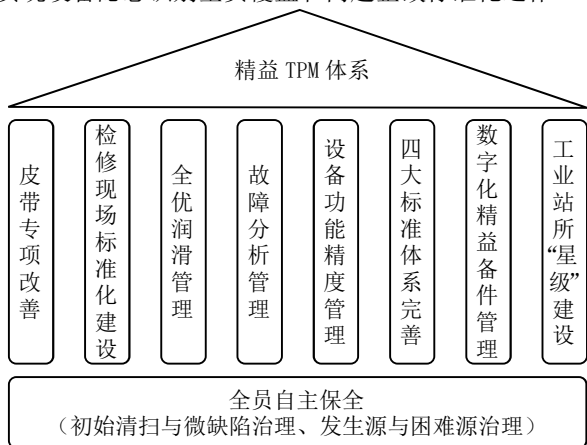 精益 TPM 体系
皮带专项改善
检修现场标准化建设
全优润滑管理
故障分析管理
设备功能精度管理
四大标准体系完善
数字化精益备件管理
工业站所“星级”建设
全员自主保全
（初始清扫与微缺陷治理、发生源与困难源治理）